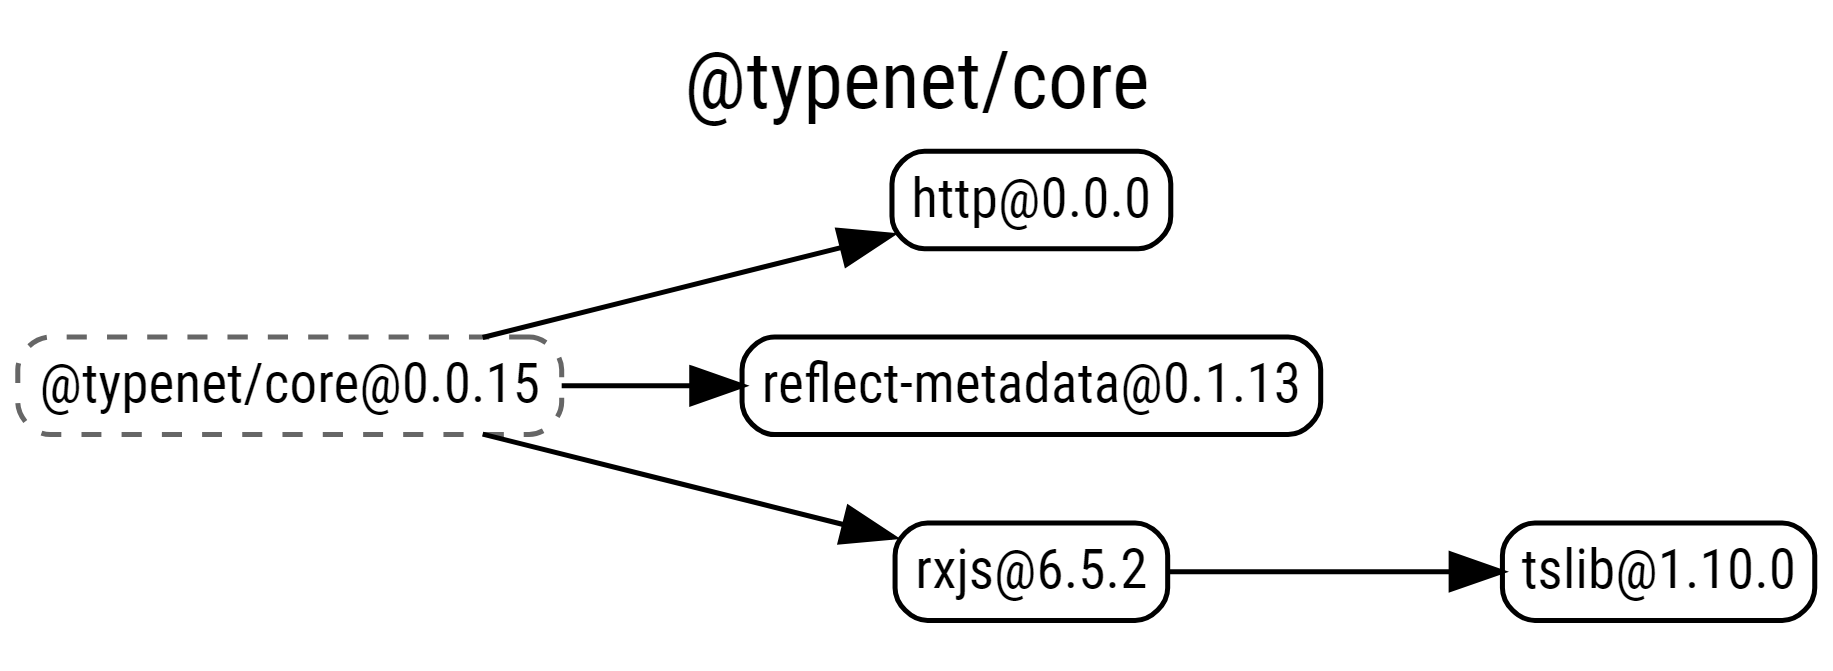 @typenet/core
http@0.0.0
@typenet/core@0.0.15
reflect-metadata@0.1.13
rxjs@6.5.2
tslib@1.10.0